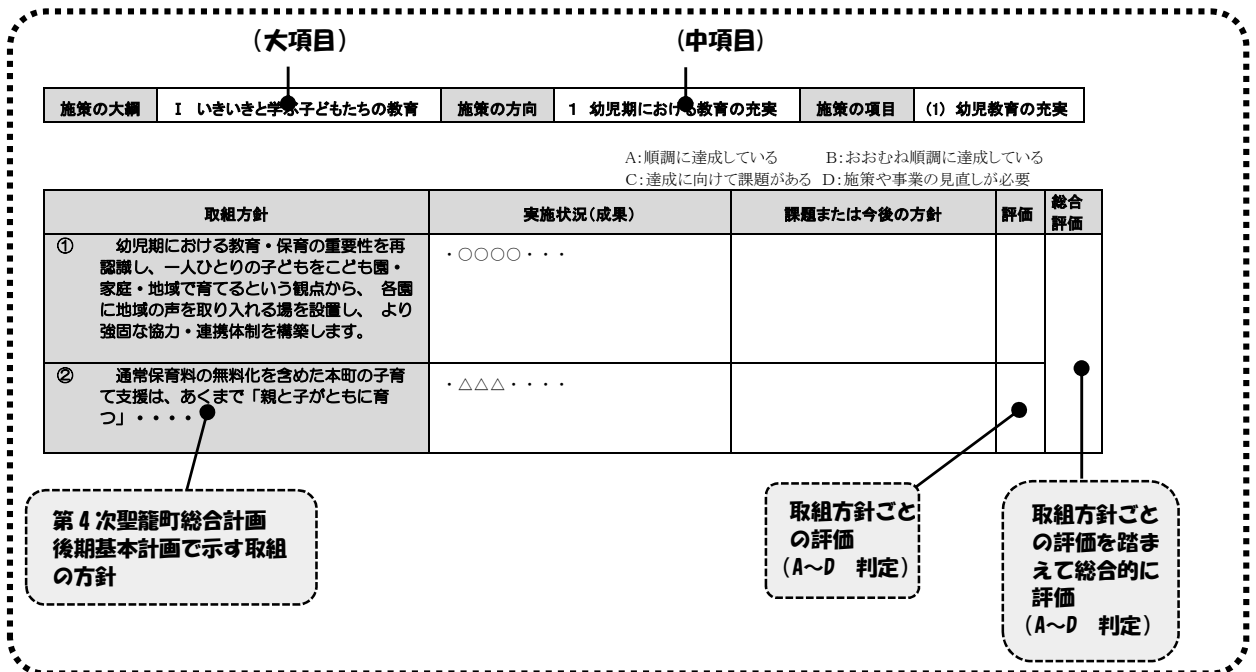 (大項目) (中項目)
施策の大綱 Ⅰ いきいきと学ぶ子どもたちの教育 施策の方向 1 幼児期における教育の充実 施策の項目 (1) 幼児教育の充実
A:順調に達成している B:おおむね順調に達成している
C:達成に向けて課題がある D:施策や事業の見直しが必要
取組方針 実施状況(成果) 課題または今後の方針 評価 総合
評価
① 幼児期における教育・保育の重要性を再
認識し、一人ひとりの子どもをこども園・
家庭・地域で育てるという観点から、 各園
に地域の声を取り入れる場を設置し、 より
強固な協力・連携体制を構築します。
・○○○○・・・
② 通常保育料の無料化を含めた本町の子育
て支援は、あくまで「親と子がともに育
つ」・・・・
・△△△・・・・
第4次聖籠町総合計画
後期基本計画で示す取組
の方針
取組方針ごと
の評価
(A～D 判定)
取組方針ごと
の評価を踏ま
えて総合的に
評価
(A～D 判定)